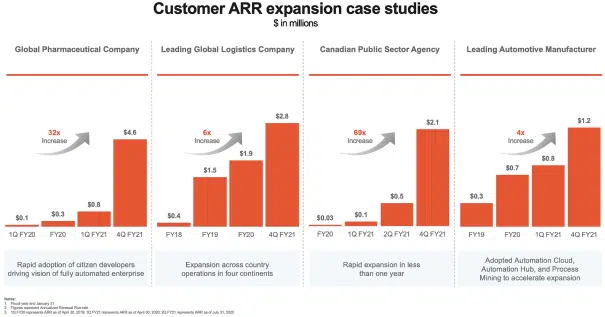 Customer ARR expansion case studies
$ in millions
Global Pharmaceutical Company
32x
Increase
$0.1
$0.3
$0.8
$4.6
1Q FY20
FY20
1Q FY21
4Q FY21
Rapid adoption of citizen developers
driving vision of fully automated enterprise
Leading Global Logistics Company
6x
Increase
$0.4
$1.5
$1.9
$2.8
FY18
FY19
FY20
4Q FY21
Expansion across country
operations in four continents
Canadian Public Sector Agency
69x
Increase
$0.03
$0.1
$0.5
$2.1
FY20
1Q FY21
2Q FY21
4Q FY21
Rapid expansion in less
than one year
Leading Automotive Manufacturer
4x
Increase
$0.3
$0.7
$0.8
$1.2
FY19
FY20
1Q FY21
4Q FY21
Adopted Automation Cloud,
Automation Hub, and Process
Mining to accelerate expansion
Notes:
1. Fiscal year end January 31
2. Figures represent Annualized Renewal Run-rate
3. 1Q FY20 represents ARR as of April 30, 2019; 1Q FY21 represents ARR as of April 30, 2020; 2Q FY21 represents ARR as of July 31, 2020